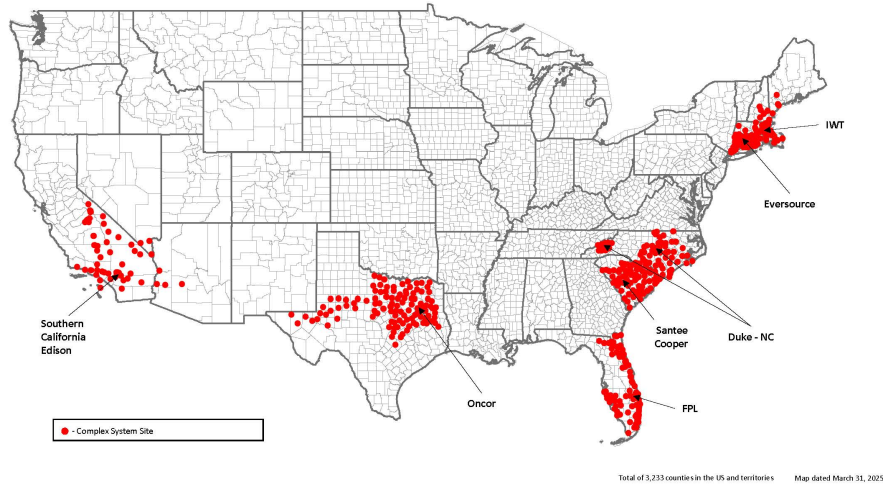 IWT
Eversource
Southern
California
Edison
Santee
Cooper
Duke - NC
Oncor
FPL
- Complex System Site
Total of 3,233 counties in the US and territories Map dated March 31, 2025